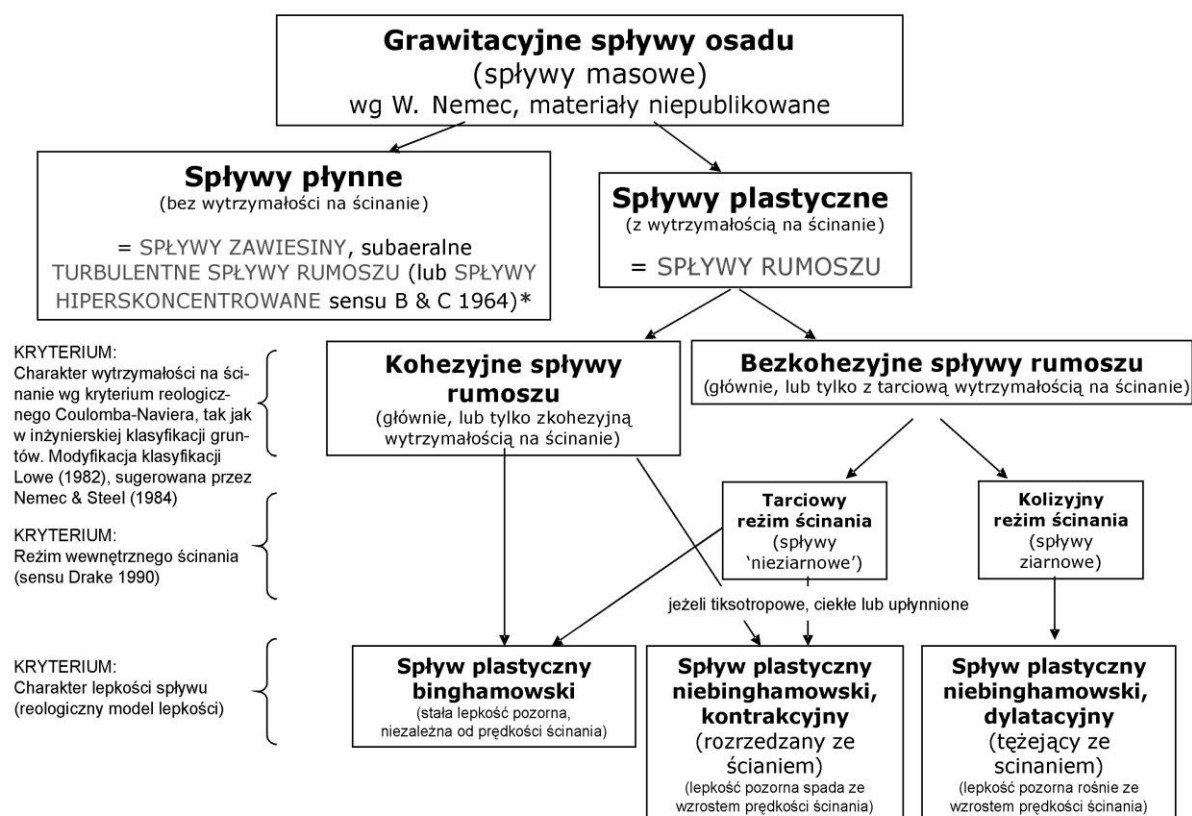 Grawitacyjne spływy osadu
(spływy masowe)
wg W. Nemec, materiały niepublikowane
Spływy płynne
(bez wytrzymałości na ścinanie)
= SPŁYWY ZAWIESINY, subaeralne
TURBULENTNE SPŁYWY RUMOSZU (lub SPŁYWY
HIPERSKONCENTROWANE sensu B & C 1964)*
Spływy plastyczne
(z wytrzymałością na ścinanie)
= SPŁYWY RUMOSZU
KRYTERIUM:
Charakter wytrzymałości na ści-
nanie wg kryterium reologicz-
nego Coulomba-Naviera, tak jak
w inżynierskiej klasyfikacji grun-
tów. Modyfikacja klasyfikacji
Lowe (1982), sugerowana przez
Nemec & Steel (1984)
Kohezyjne spływy
rumoszu
(głównie, lub tylko zkohezyjną
wytrzymałością na ścinanie)
Bezkohezyjne spływy rumoszu
(głównie, lub tylko z tarciową wytrzymałością na ścinanie)
KRYTERIUM:
Reżim wewnętrznego ścinania
(sensu Drake 1990)
Tarciowy
reżim ścinania
(spływy
‘nieziarnowe’)
Kolizyjny
reżim ścinania
(spływy
ziarnowe)
jeżeli tiksotropowe, ciekłe lub upłynnione
KRYTERIUM:
Charakter lepkości spływu
(reologiczny model lepkości)
Spływ plastyczny
binghamowski
(stała lepkość pozorna,
niezależna od prędkości ścinania)
Spływ plastyczny
niebinghamowski,
kontrakcyjny
(rozrzedzany ze
ścianiem)
(lepkość pozorna spada ze
wzrostem prędkości ścinania)
Spływ plastyczny
niebinghamowski,
dylatacyjny
(tężejący ze
scinaniem)
(lepkość pozorna rośnie ze
wzrostem prędkości ścinania)